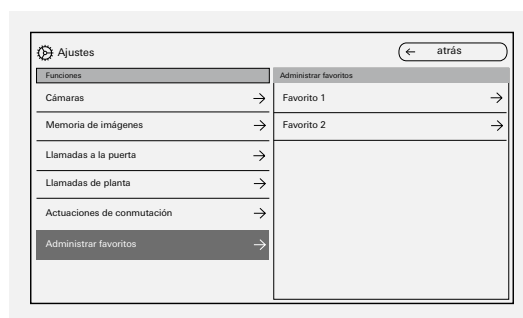 Ajustes
← atrás
Funciones
Cámaras
Memoria de imágenes
Llamadas a la puerta
Llamadas de planta
Actuaciones de conmutación
Administrar favoritos
Administrar favoritos
Favorito 1
Favorito 2